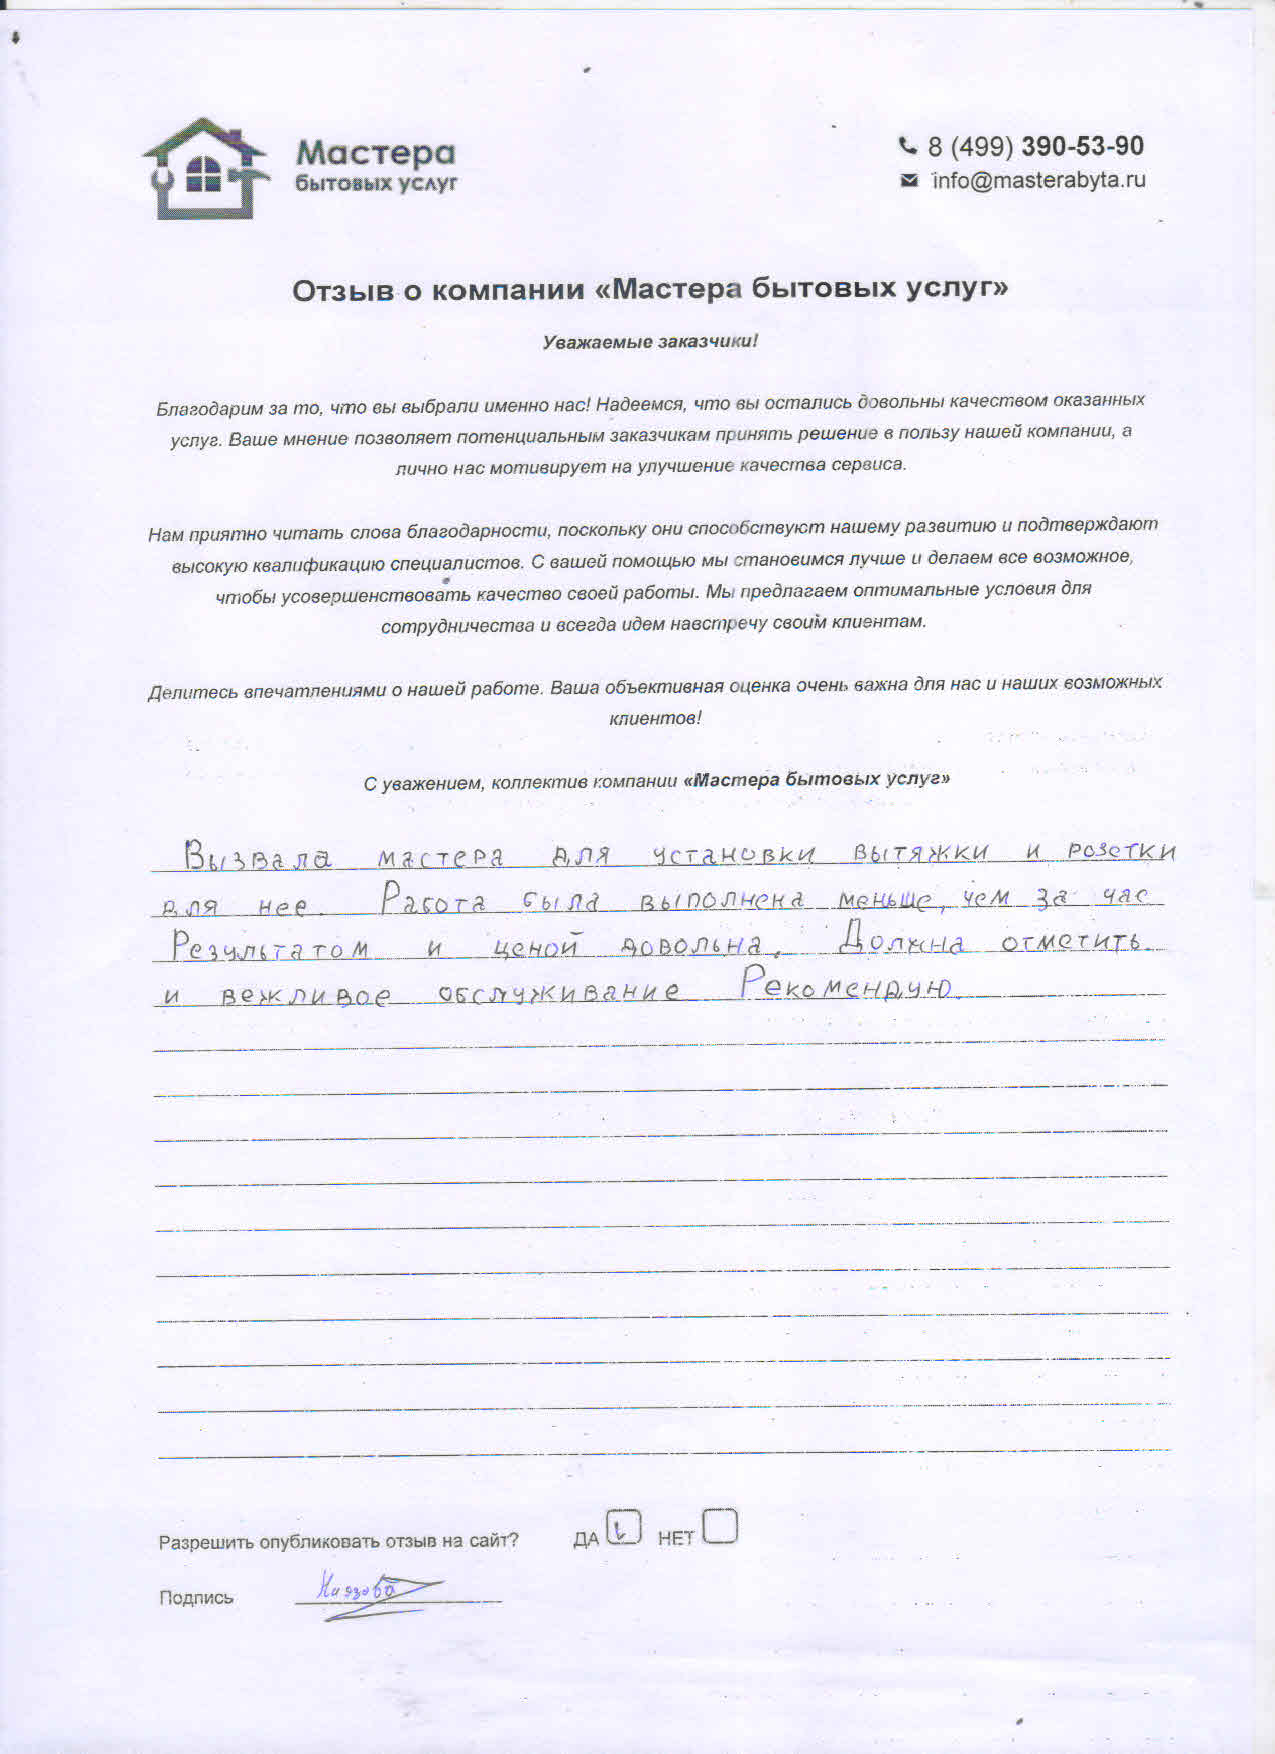 Мастера
бытовых услуг
8 (499) 390-53-90
info@masterabyta.ru
Отзыв о компании «Мастера бытовых услуг»
Уважаемые заказчики!
Благодарим за то, что вы выбрали именно нас! Надеемся, что вы остались довольны качеством оказанных
услуг. Ваше мнение позволяет потенциальным заказчикам принять решение в пользу нашей компании, а
лично нас мотивирует на улучшение качества сервиса.
Нам приятно читать слова благодарности, поскольку они способствуют нашему развитию и подтверждают
высокую квалификацию специалистов. С вашей помощью мы становимся лучше и делаем все возможное,
чтобы усовершенствовать качество своей работы. Мы предлагаем оптимальные условия для
сотрудничества и всегда идем навстречу своим клиентам.
Делитесь впечатлениями о нашей работе. Ваша объективная оценка очень важна для нас и наших возможных
клиентов!
С уважением, коллектив компании «Мастера бытовых услуг»
Вызвала мастера для установки вытяжки и розетки
для нее. Работа была выполнена меньше, чем за час
Результатом и ценой довольна. Должна отметить
и вежливое обслуживание Рекомендую.
Разрешить опубликовать отзыв на сайт? ДА НЕТ
Подпись